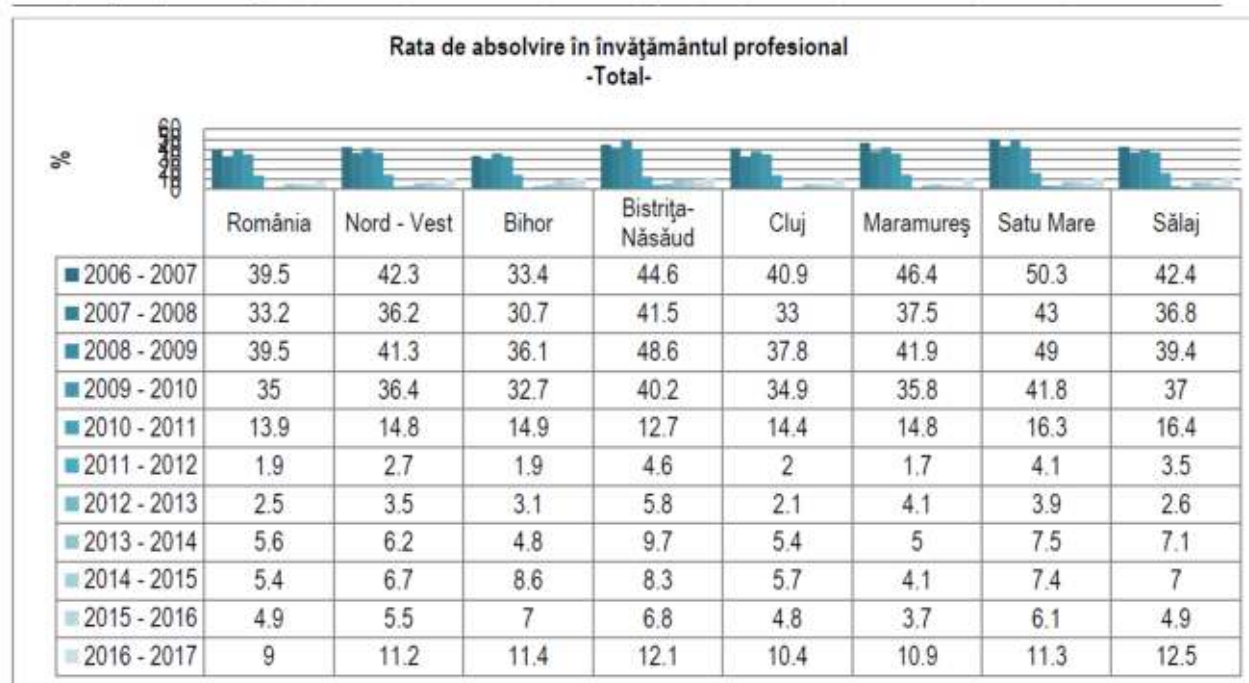 Rata de absolvire în învăţământul profesional
-Total-
%
60
50
40
30
20
10
0
România Nord - Vest Bihor Bistriţa-Năsăud Cluj Maramureş Satu Mare Sălaj
2006 - 2007 39.5 42.3 33.4 44.6 40.9 46.4 50.3 42.4
2007 - 2008 33.2 36.2 30.7 41.5 33 37.5 43 36.8
2008 - 2009 39.5 41.3 36.1 48.6 37.8 41.9 49 39.4
2009 - 2010 35 36.4 32.7 40.2 34.9 35.8 41.8 37
2010 - 2011 13.9 14.8 14.9 12.7 14.4 14.8 16.3 16.4
2011 - 2012 1.9 2.7 1.9 4.6 2 1.7 4.1 3.5
2012 - 2013 2.5 3.5 3.1 5.8 2.1 4.1 3.9 2.6
2013 - 2014 5.6 6.2 4.8 9.7 5.4 5 7.5 7.1
2014 - 2015 5.4 6.7 8.6 8.3 5.7 4.1 7.4 7
2015 - 2016 4.9 5.5 7 6.8 4.8 3.7 6.1 4.9
2016 - 2017 9 11.2 11.4 12.1 10.4 10.9 11.3 12.5